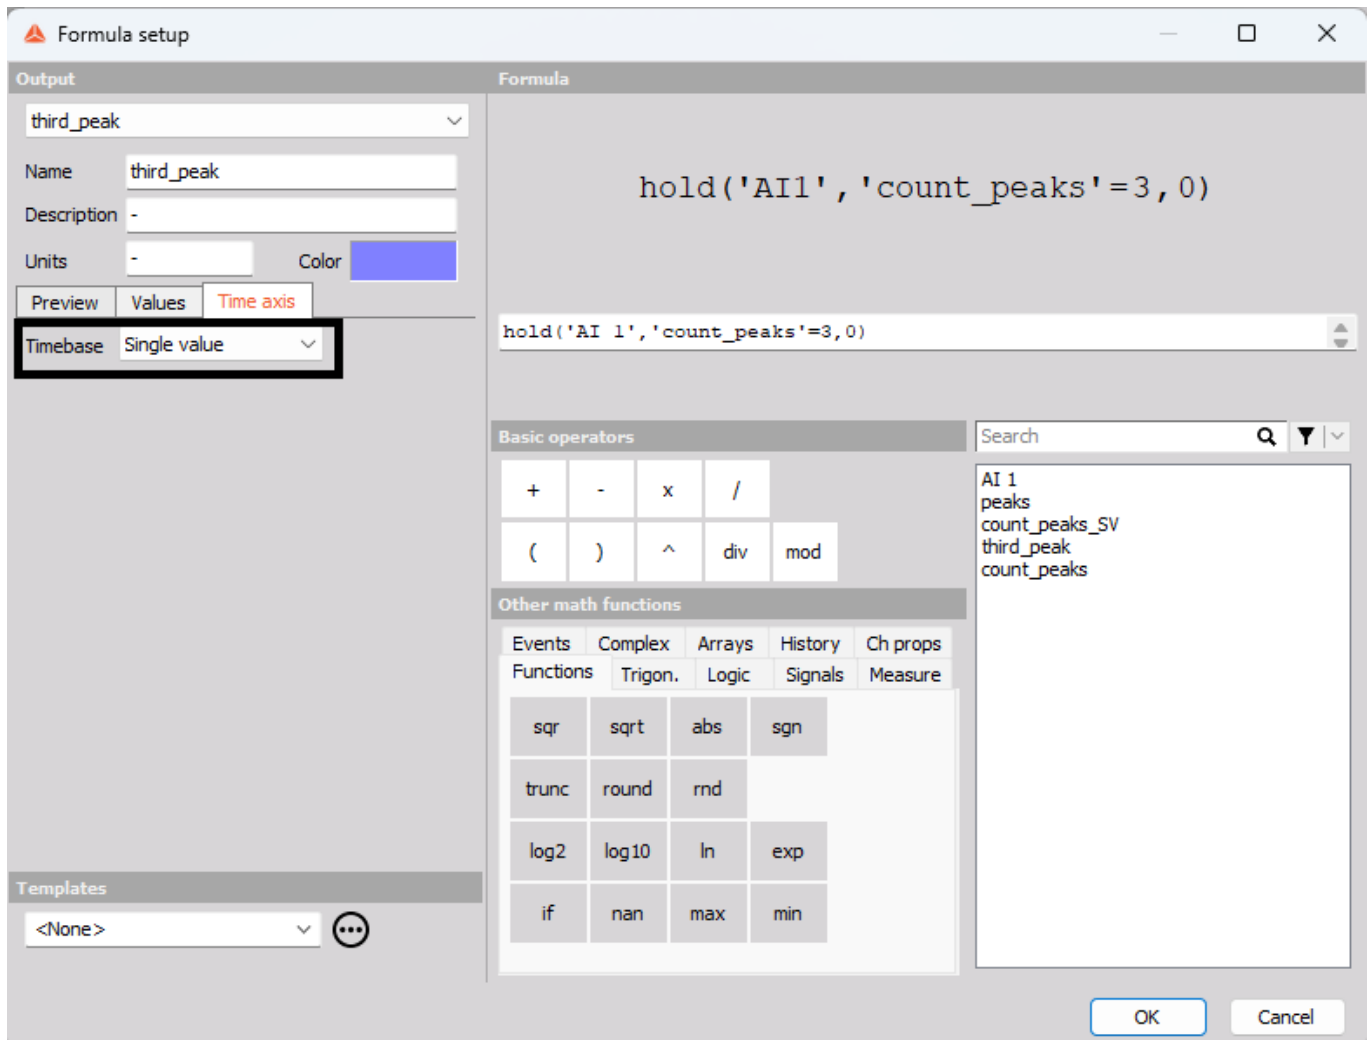 Formula setup
Output
third_peak
Name third_peak
Description -
Units - Color
Preview Values Time axis
Timebase Single value
Templates
<None>
Formula
hold('AI1','count_peaks'=3,0)
hold('AI 1','count_peaks'=3,0)
Basic operators
+ - x /
( ) ^ div mod
Other math functions
Events Complex Arrays History Ch props
Functions Trigon. Logic Signals Measure
sqr sqrt abs sgn
trunc round rnd
log2 log10 ln exp
if nan max min
Search
AI 1
peaks
count_peaks_SV
third_peak
count_peaks
OK Cancel